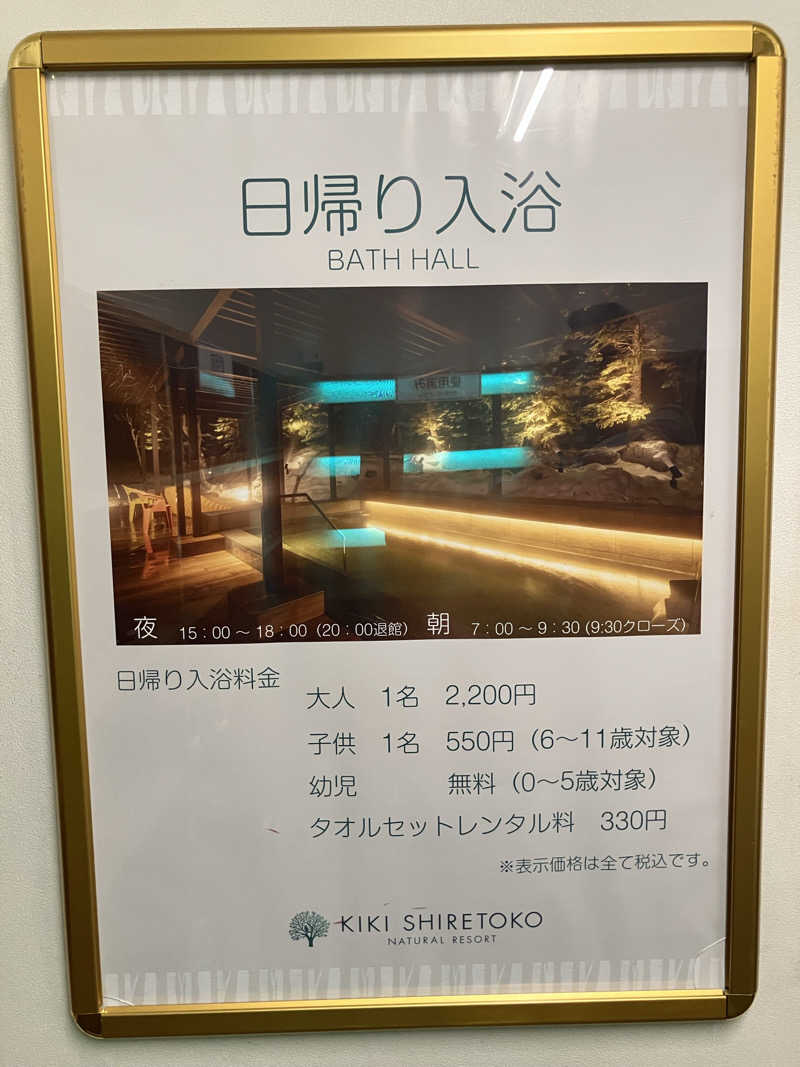 日帰り入浴
BATH HALL
夜 15:00～18:00 (20:00退館) 朝 7:00～9:30 (9:30クローズ)
日帰り入浴料金
大人 1名 2,200円
子供 1名 550円 (6～11歳対象)
幼児 無料 (0～5歳対象)
タオルセットレンタル料 330円
※表示価格は全て税込です。
KIKI SHIRETOKO
NATURAL RESORT